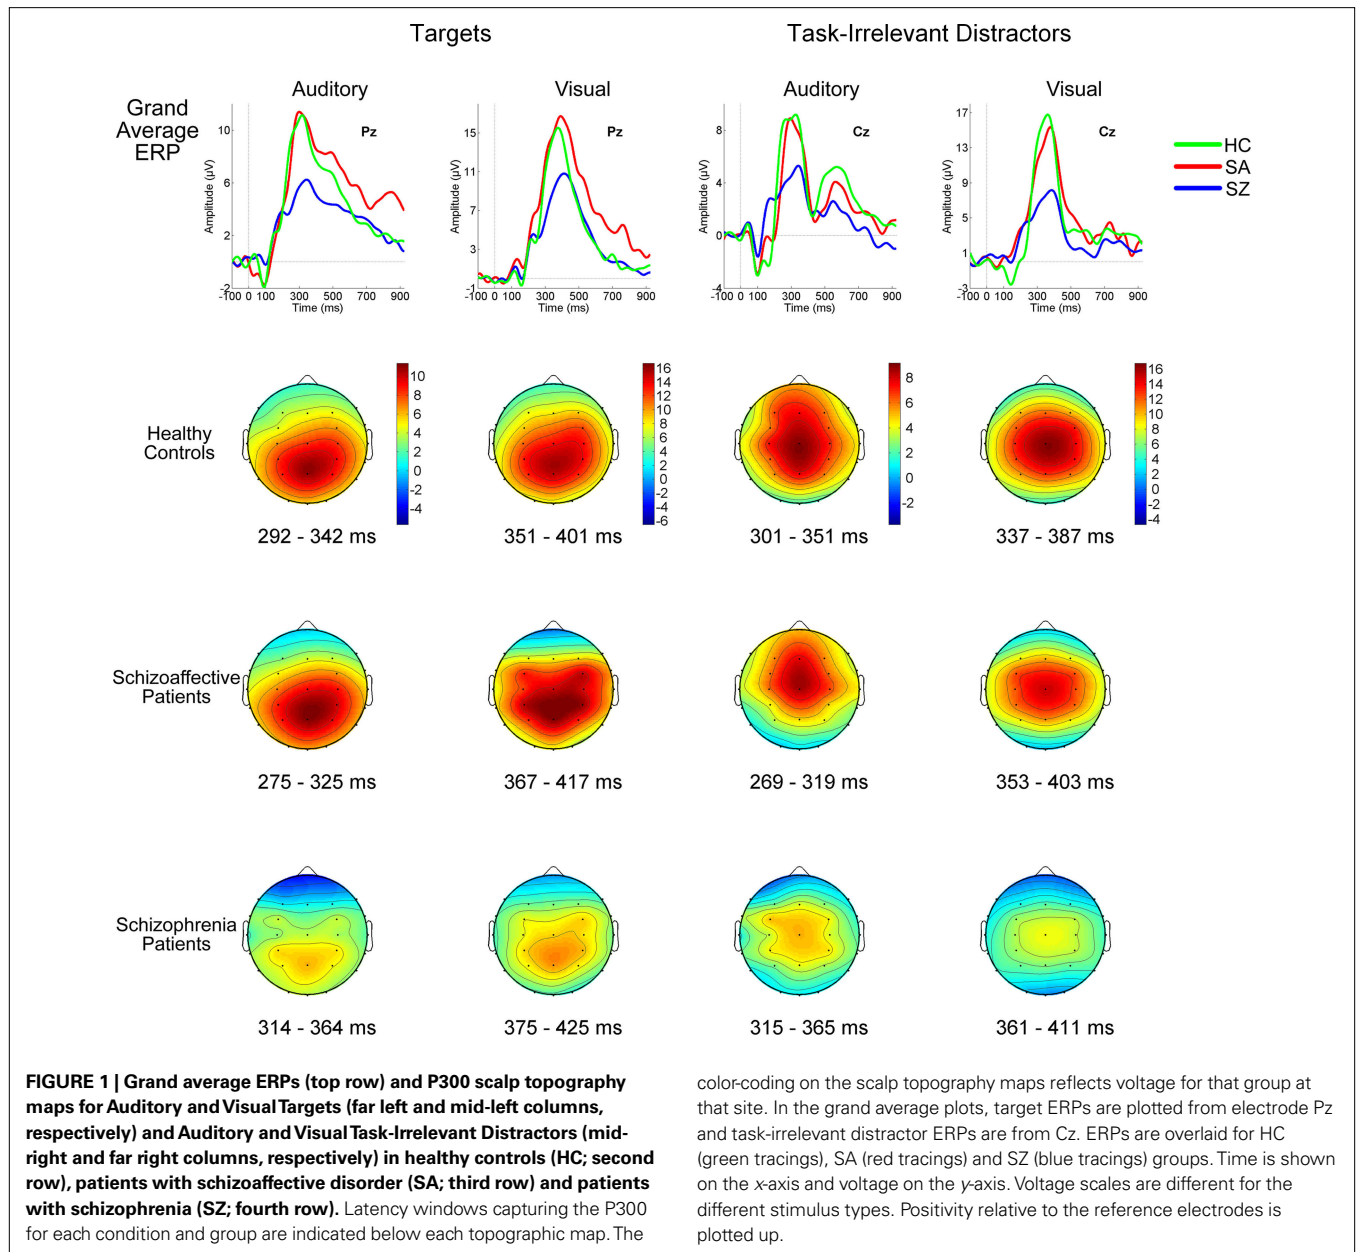 Targets
Task-Irrelevant Distractors
Grand
Average
ERP
Auditory
Pz
Amplitude (µV)
10
6
2
-2
-100 0 100 300 500 700 900
Time (ms)
Visual
Pz
Amplitude (µV)
15
11
7
3
-1
-100 0 100 300 500 700 900
Time (ms)
Auditory
Cz
Amplitude (µV)
8
4
0
-4
-100 0 100 300 500 700 900
Time (ms)
Visual
Cz
Amplitude (µV)
17
13
9
5
1
-3
-100 0 100 300 500 700 900
Time (ms)
HC
SA
SZ
Healthy
Controls
10
8
6
4
2
0
-2
-4
292 - 342 ms
16
14
12
10
8
6
4
2
0
-2
-4
-6
351 - 401 ms
8
6
4
2
0
-2
301 - 351 ms
16
14
12
10
8
6
4
2
0
-2
-4
337 - 387 ms
Schizoaffective
Patients
275 - 325 ms
367 - 417 ms
269 - 319 ms
353 - 403 ms
Schizophrenia
Patients
314 - 364 ms
375 - 425 ms
315 - 365 ms
361 - 411 ms
FIGURE 1 | Grand average ERPs (top row) and P300 scalp topography
maps for Auditory and Visual Targets (far left and mid-left columns,
respectively) and Auditory and Visual Task-Irrelevant Distractors (mid-
right and far right columns, respectively) in healthy controls (HC; second
row), patients with schizoaffective disorder (SA; third row) and patients
with schizophrenia (SZ; fourth row). Latency windows capturing the P300
for each condition and group are indicated below each topographic map. The
color-coding on the scalp topography maps reflects voltage for that group at
that site. In the grand average plots, target ERPs are plotted from electrode Pz
and task-irrelevant distractor ERPs are from Cz. ERPs are overlaid for HC
(green tracings), SA (red tracings) and SZ (blue tracings) groups. Time is shown
on the x-axis and voltage on the y-axis. Voltage scales are different for the
different stimulus types. Positivity relative to the reference electrodes is
plotted up.